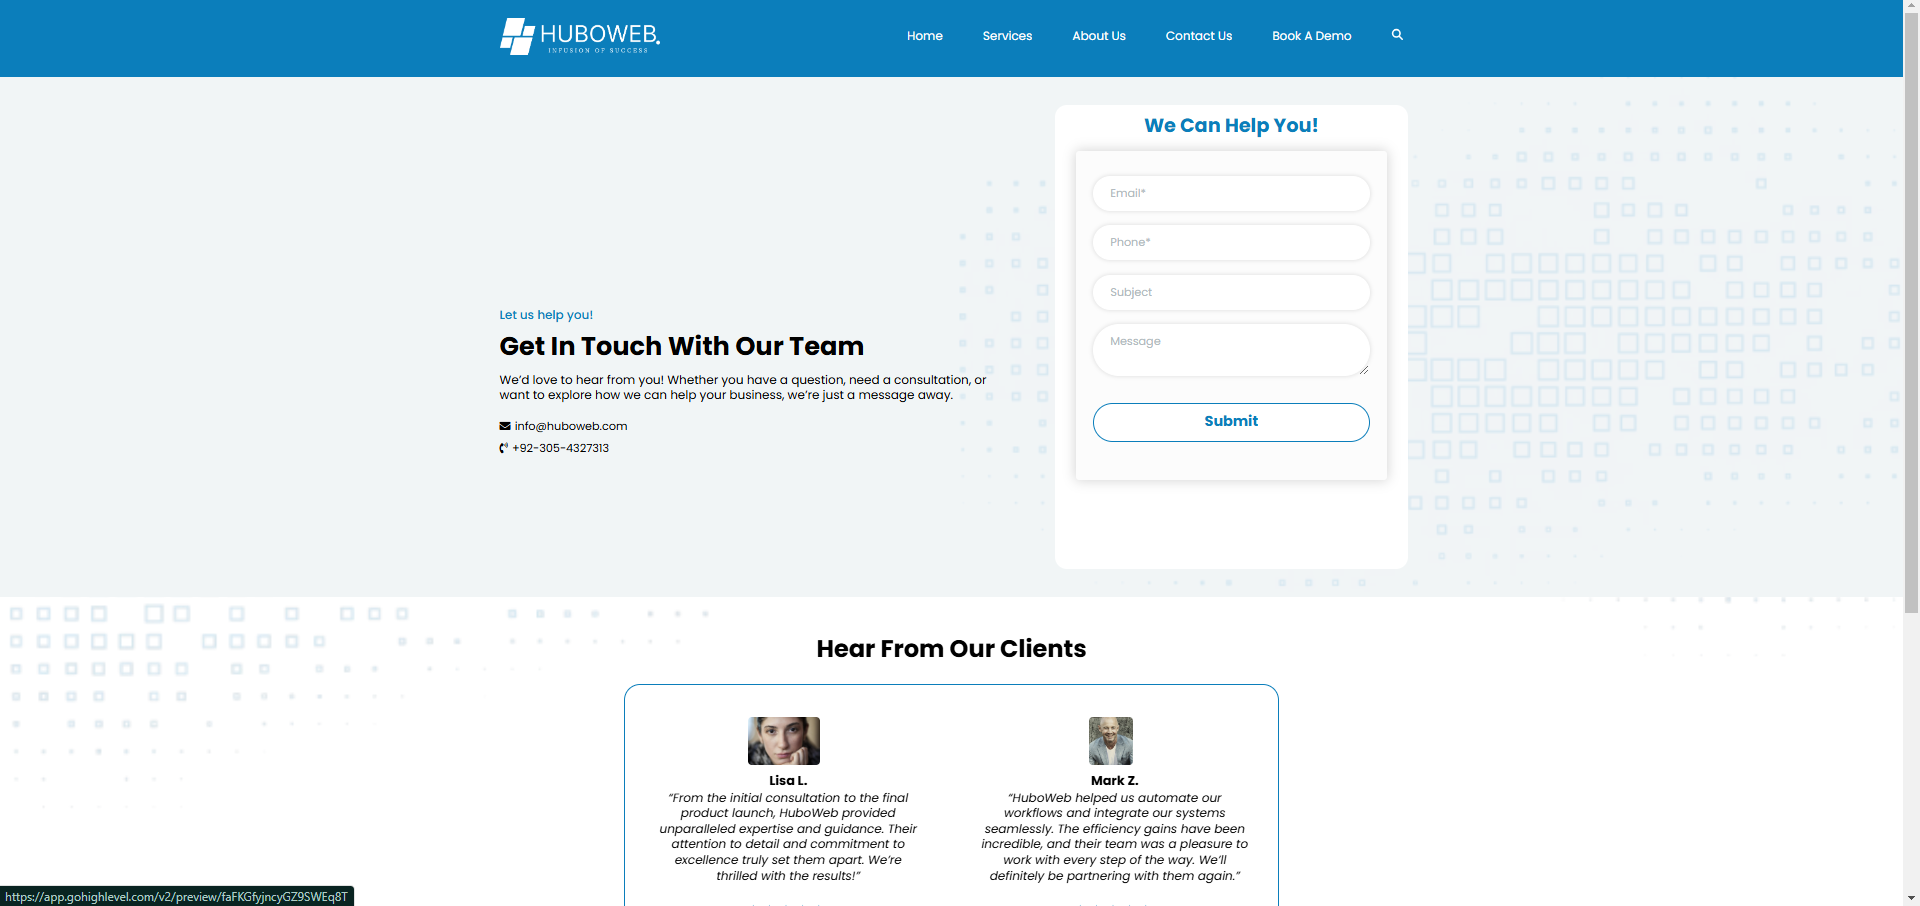 HUBOWEB.
INFUSION OF SUCCESS
Home
Services
About Us
Contact Us
Book A Demo
We Can Help You!
Email*
Phone*
Subject
Message
Submit
Let us help you!
Get In Touch With Our Team
We’d love to hear from you! Whether you have a question, need a consultation, or
want to explore how we can help your business, we’re just a message away.
info@huboweb.com
+92-305-4327313
Hear From Our Clients
Lisa L.
“From the initial consultation to the final
product launch, HuboWeb provided
unparalleled expertise and guidance. Their
attention to detail and commitment to
excellence truly set them apart. We’re
thrilled with the results!”
Mark Z.
“HuboWeb helped us automate our
workflows and integrate our systems
seamlessly. The efficiency gains have been
incredible, and their team was a pleasure to
work with every step of the way. We’ll
definitely be partnering with them again.”
https://app.gohighlevel.com/v2/preview/faFKGfyjncyGZ9SWEq8T